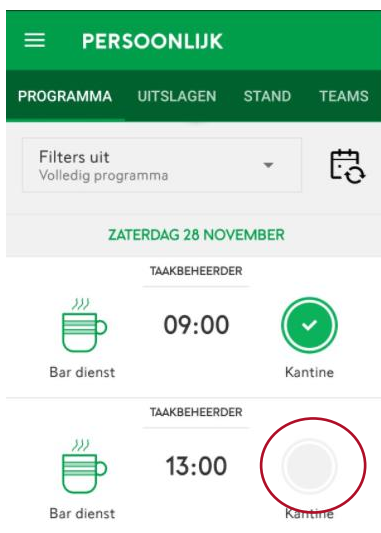 PERSOONLIJK
PROGRAMMA UITSLAGEN STAND TEAMS
Filters uit
Volledig programma
ZATERDAG 28 NOVEMBER
TAAKBEHEERDER
09:00
Bar dienst Kantine
TAAKBEHEERDER
13:00
Bar dienst Kantine